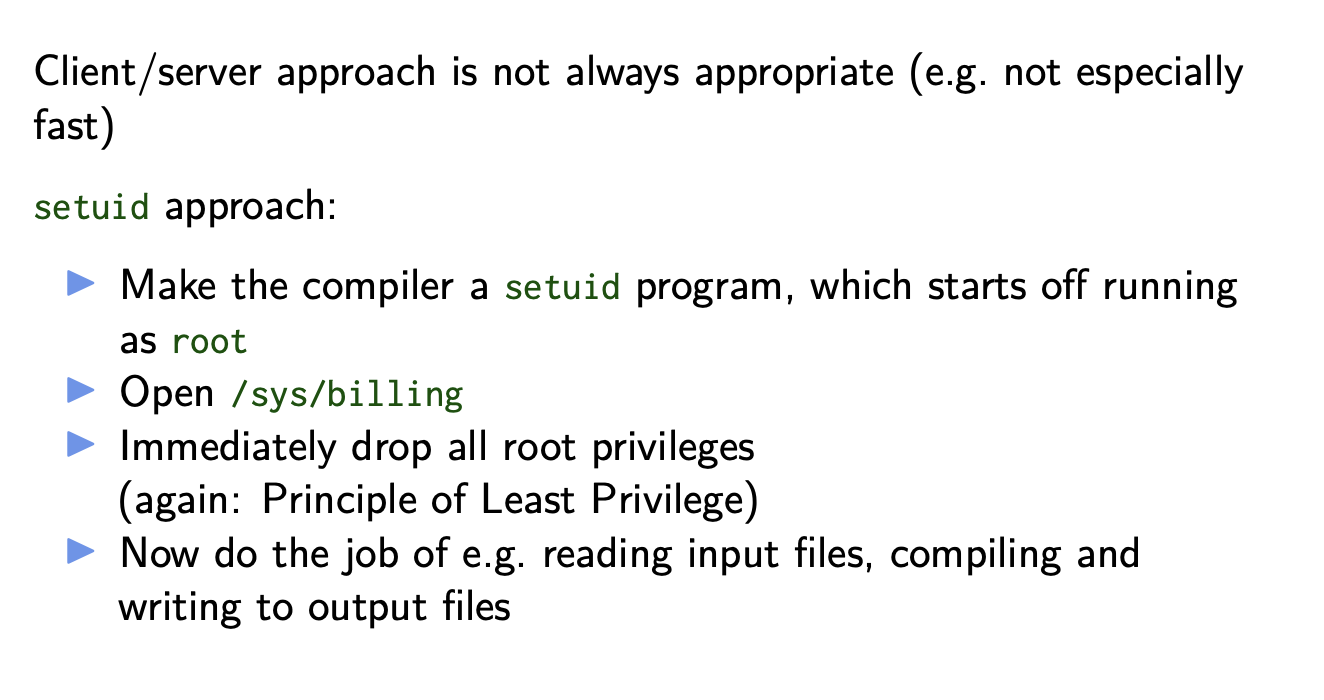 Client/server approach is not always appropriate (e.g. not especially
fast)
setuid approach:
Make the compiler a setuid program, which starts off running
as root
Open /sys/billing
Immediately drop all root privileges
(again: Principle of Least Privilege)
Now do the job of e.g. reading input files, compiling and
writing to output files